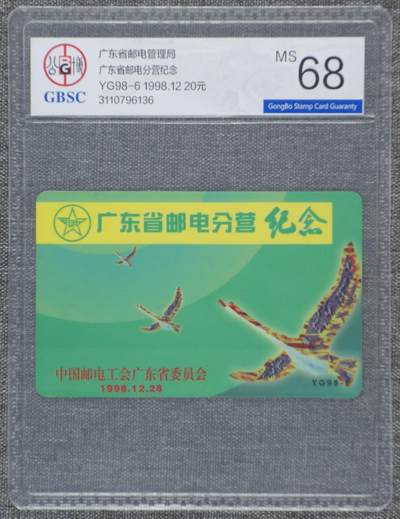 广东省邮电管理局
广东省邮电分营纪念
YG98-6 1998.12 20元
3110796136
公博
G
GBSC
MS 68
GongBo Stamp Card Guaranty
广东省邮电分营 纪念
中国邮电工会广东省委员会
1998.12.28
YG98-